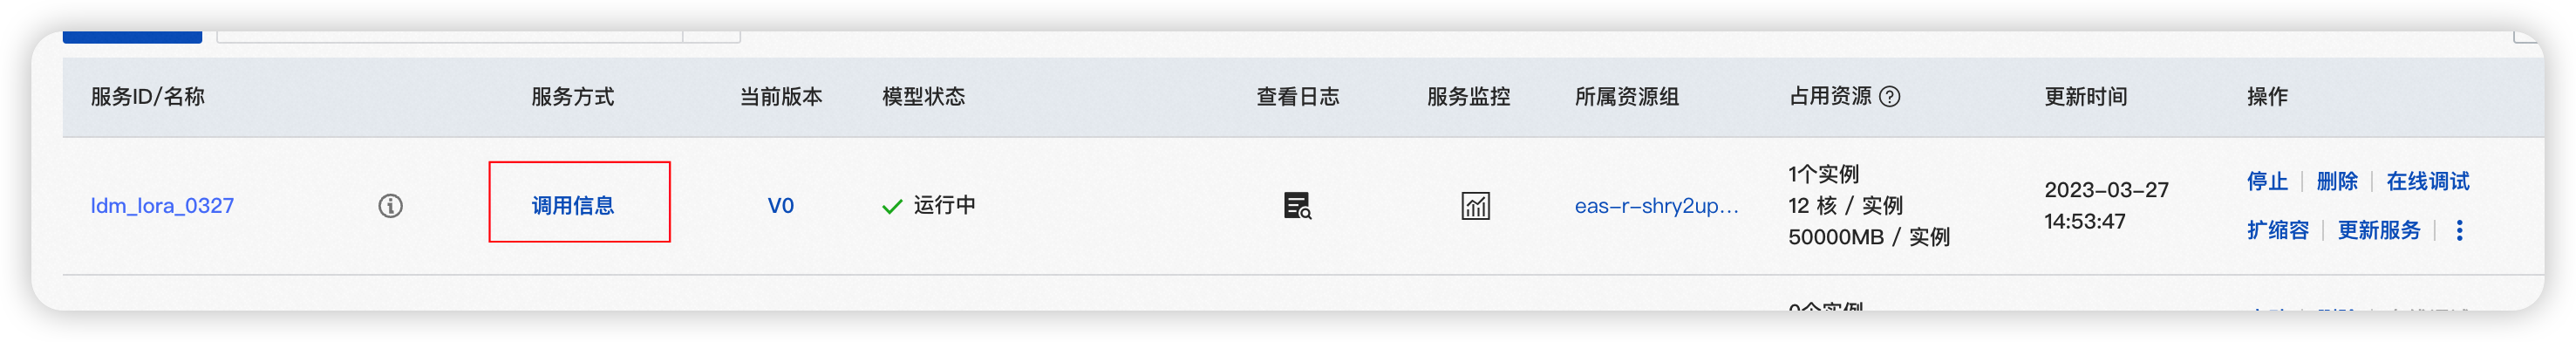 服务ID/名称 服务方式 当前版本 模型状态 查看日志 服务监控 所属资源组 占用资源 更新时间 操作
ldm_lora_0327 调用信息 V0 运行中 eas-r-shry2up...
1个实例
12 核 / 实例
50000MB / 实例
2023-03-27
14:53:47
停止 删除 在线调试
扩缩容 更新服务